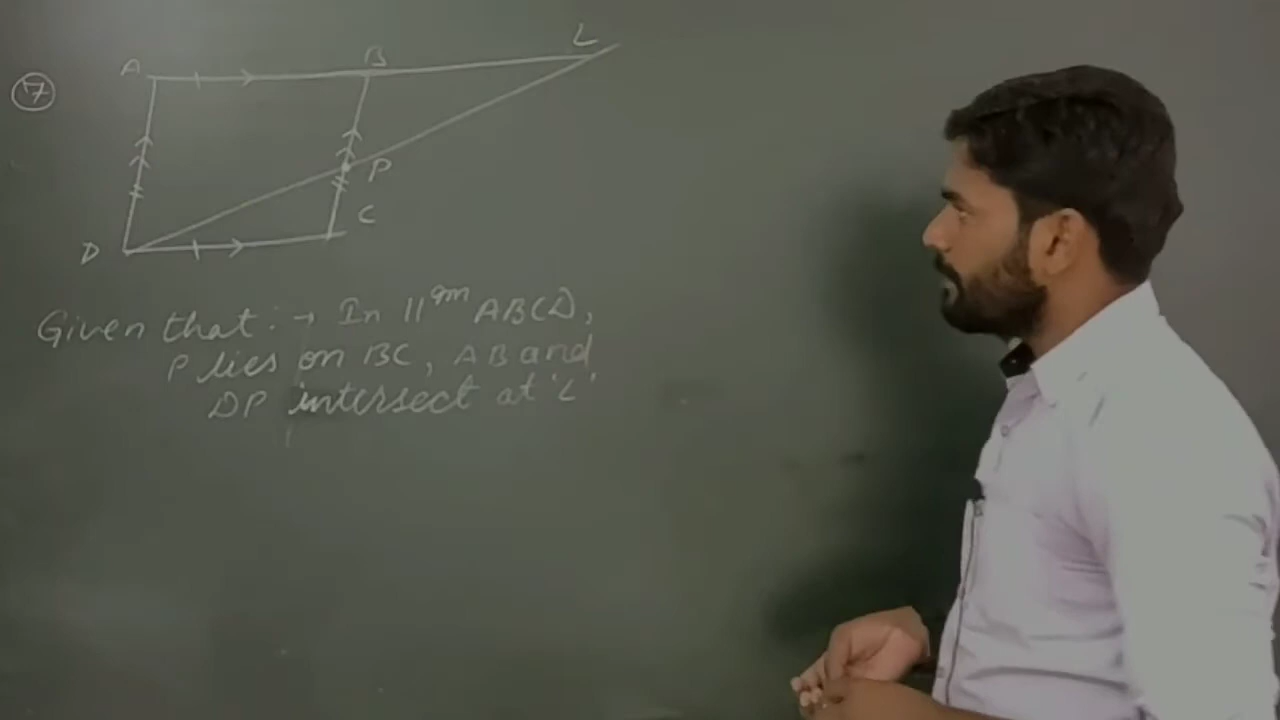 7
A B L
P
C
D
Given that :→ In ||gm ABCD,
P lies on BC, AB and
DP intersect at 'L'